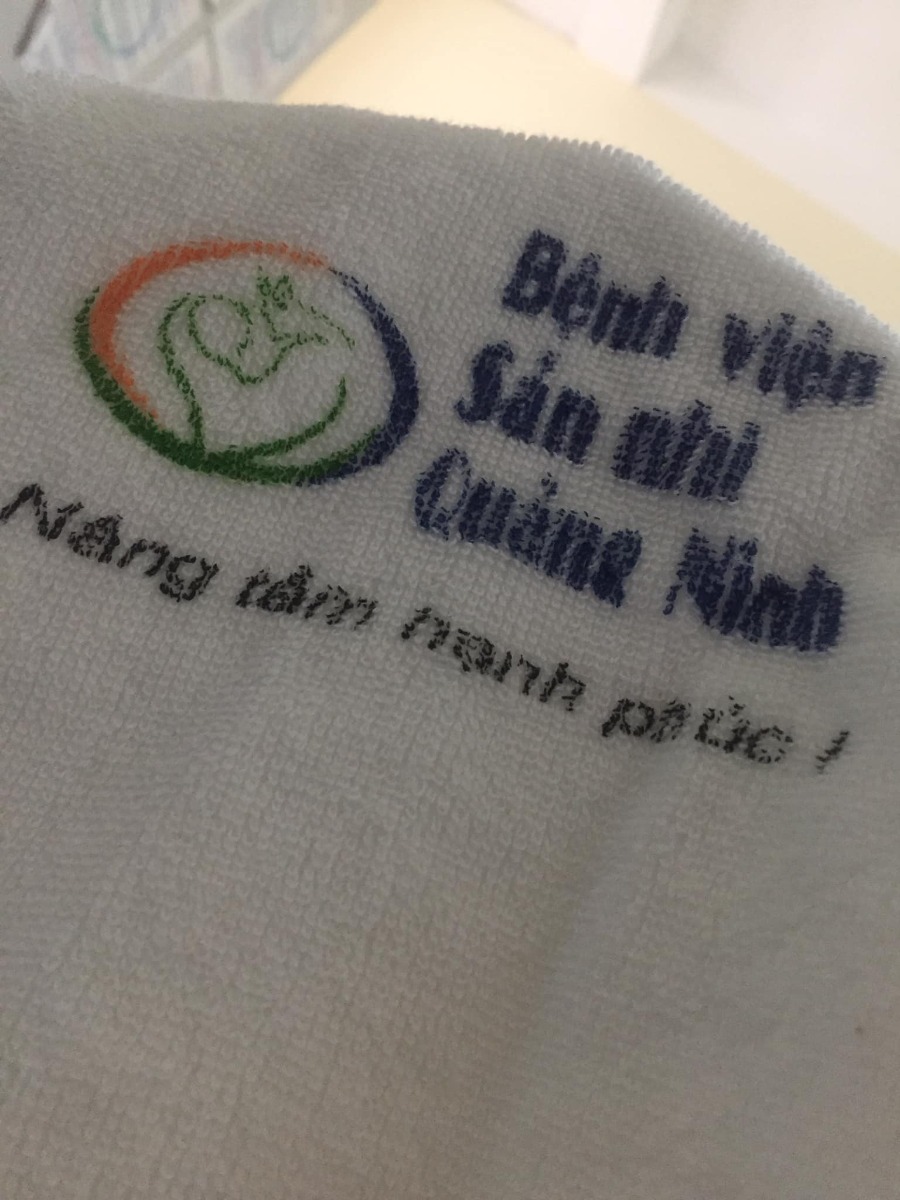 Bệnh viện
Sản nhi
Quảng Ninh
Nâng tầm hạnh phúc !